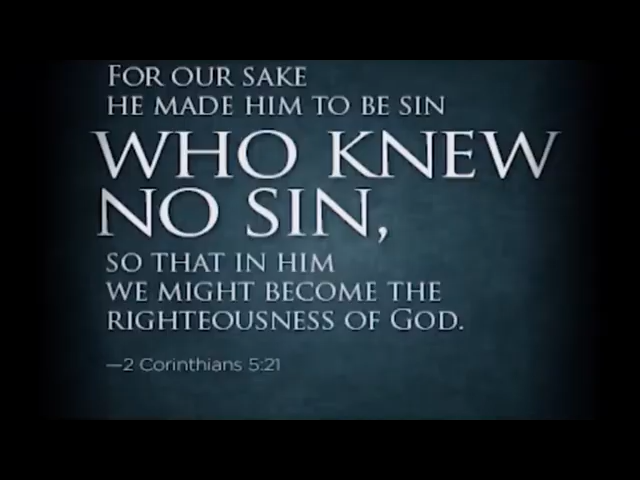 FOR OUR SAKE
HE MADE HIM TO BE SIN
WHO KNEW
NO SIN,
SO THAT IN HIM
WE MIGHT BECOME THE
RIGHTEOUSNESS OF GOD.
—2 Corinthians 5:21